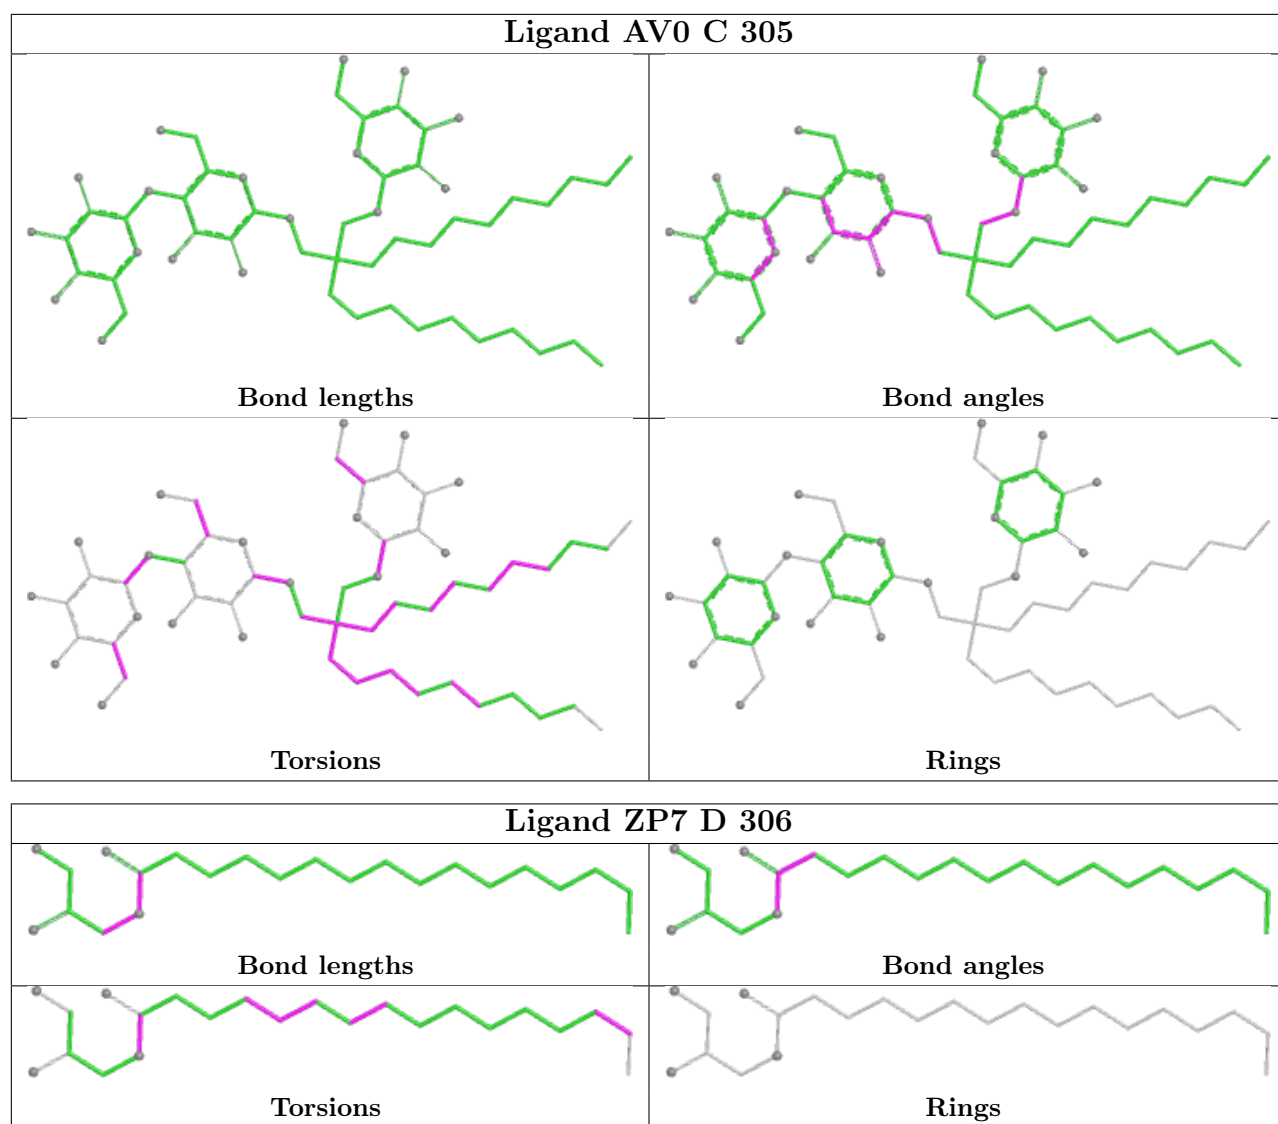 Ligand AV0 C 305
Bond lengths
Bond angles
Torsions
Rings
Ligand ZP7 D 306
Bond lengths
Bond angles
Torsions
Rings